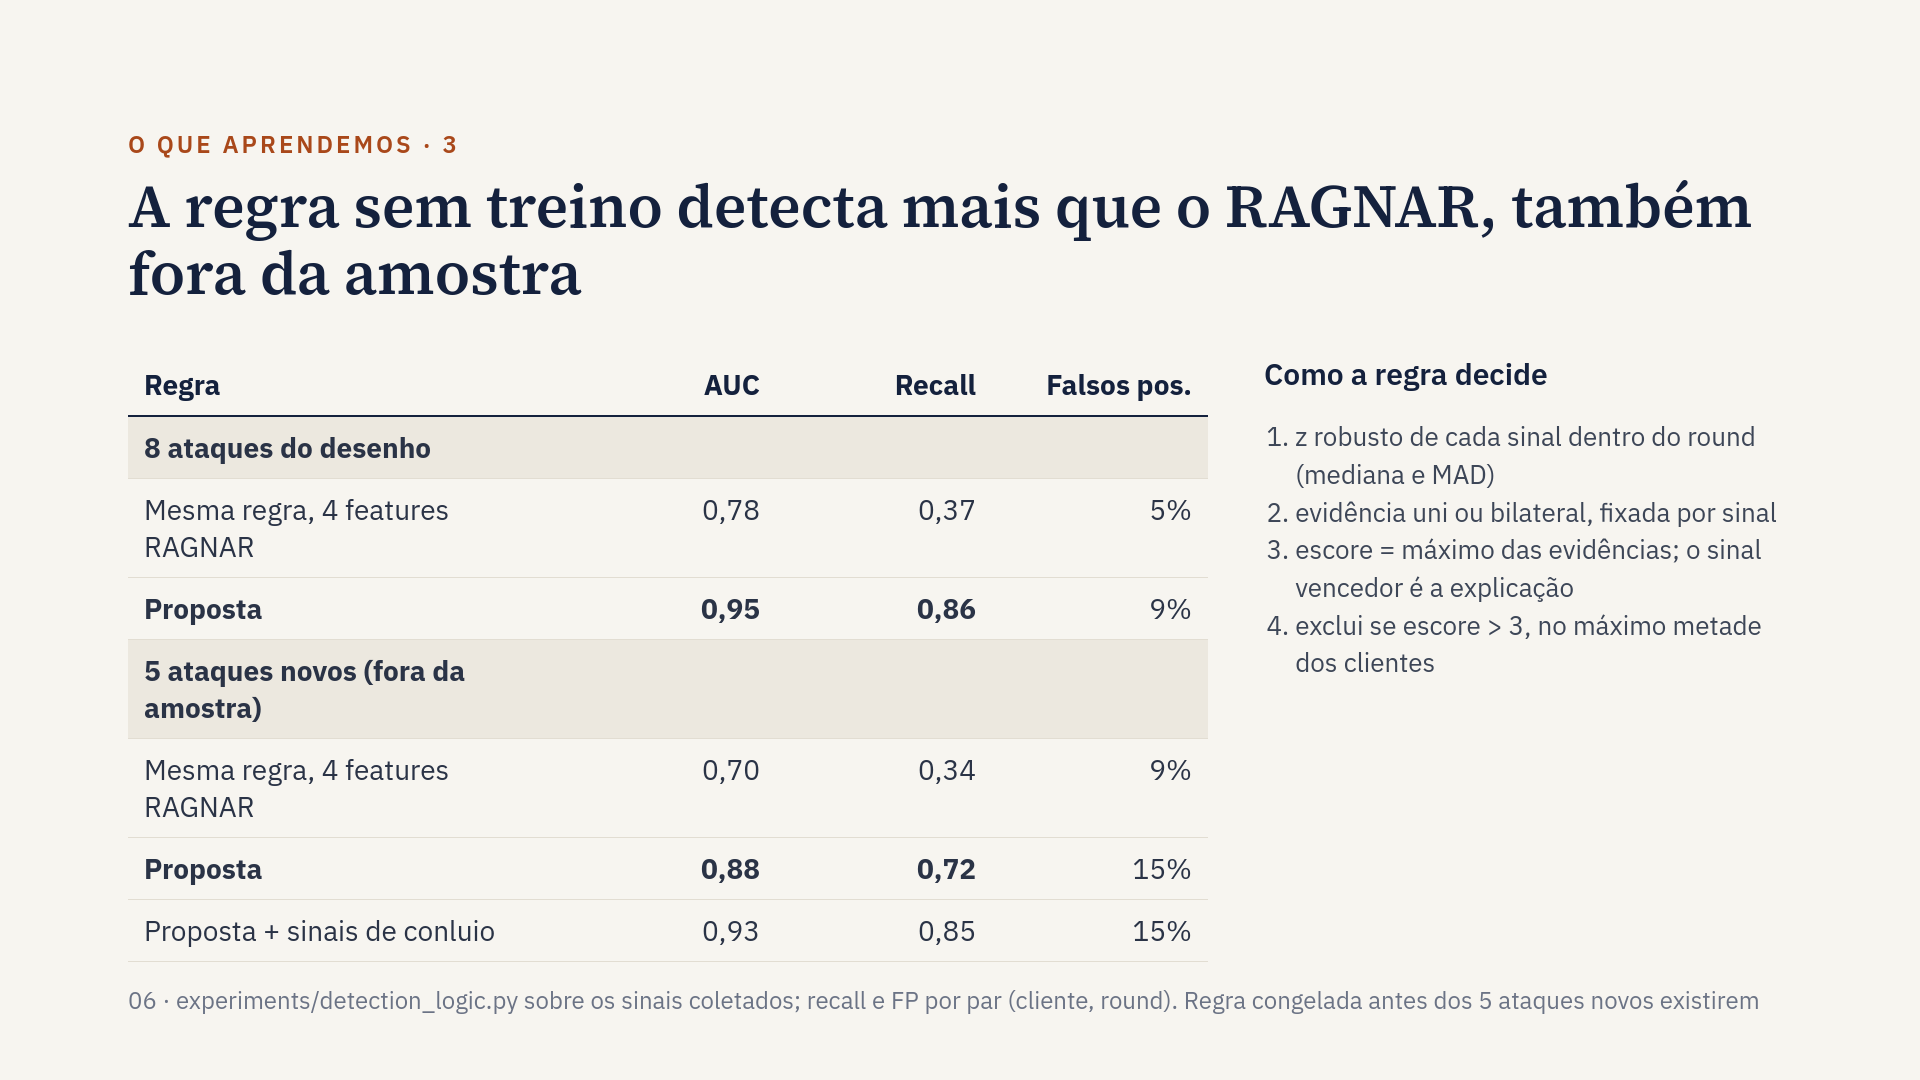 O QUE APRENDEMOS · 3
A regra sem treino detecta mais que o RAGNAR, também
fora da amostra
Regra AUC Recall Falsos pos.
8 ataques do desenho
Mesma regra, 4 features
RAGNAR 0,78 0,37 5%
Proposta 0,95 0,86 9%
5 ataques novos (fora da
amostra)
Mesma regra, 4 features
RAGNAR 0,70 0,34 9%
Proposta 0,88 0,72 15%
Proposta + sinais de conluio 0,93 0,85 15%
Como a regra decide
1. z robusto de cada sinal dentro do round
(mediana e MAD)
2. evidência uni ou bilateral, fixada por sinal
3. escore = máximo das evidências; o sinal
vencedor é a explicação
4. exclui se escore > 3, no máximo metade
dos clientes
06 · experiments/detection_logic.py sobre os sinais coletados; recall e FP por par (cliente, round). Regra congelada antes dos 5 ataques novos existirem